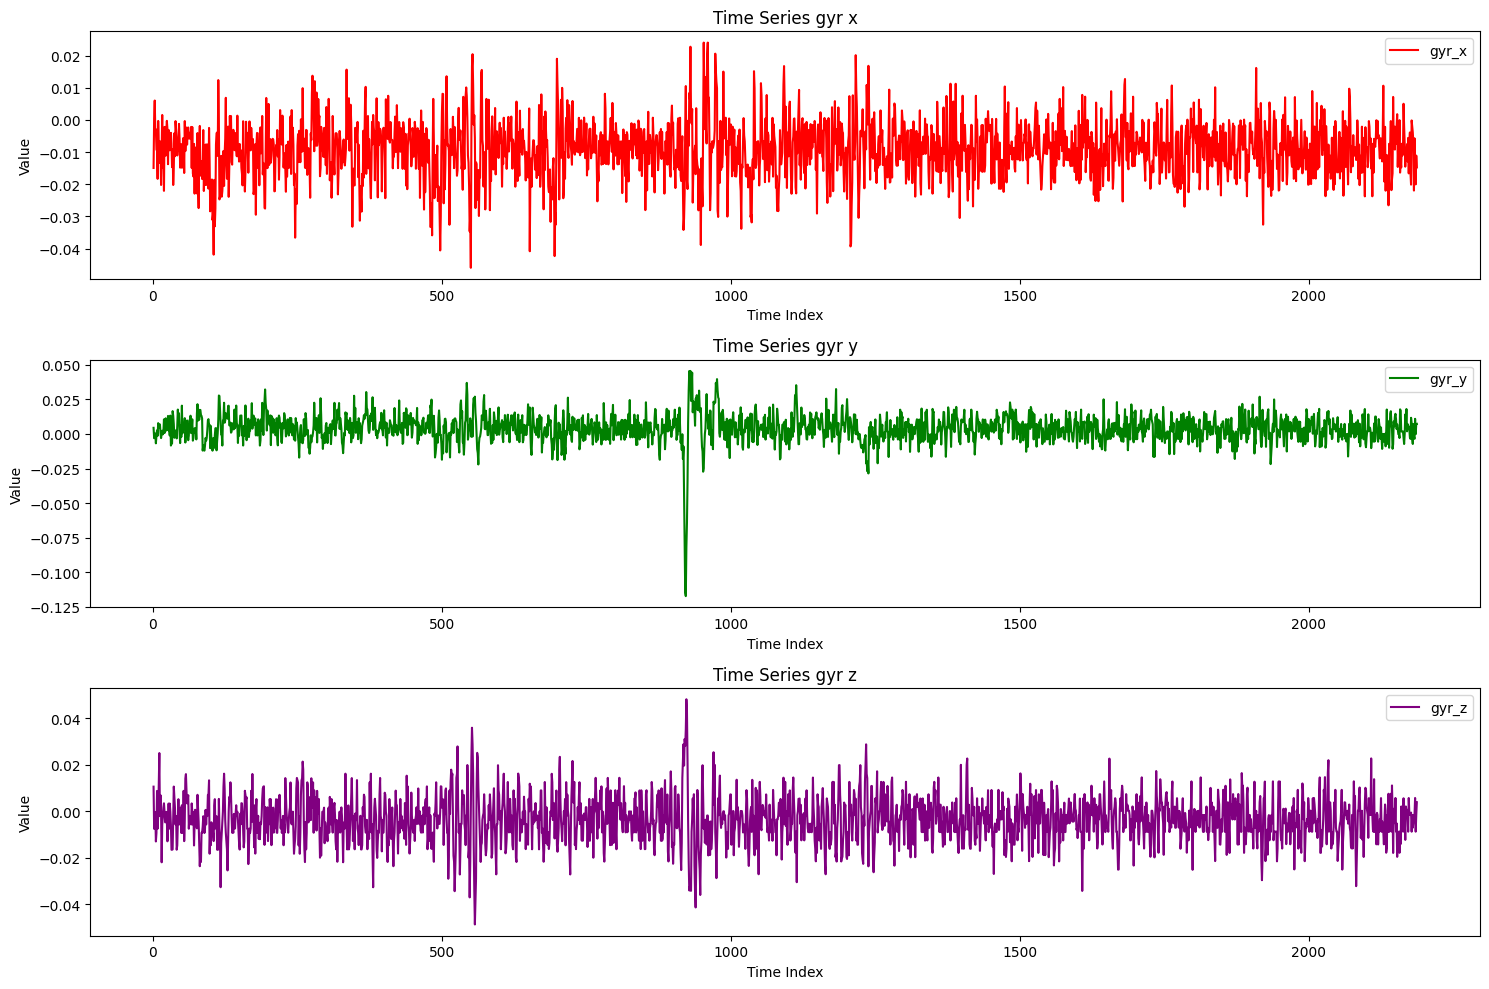 Time Series gyr x
gyr_x
0.02
0.01
0.00
−0.01
−0.02
−0.03
−0.04
Value
0 500 1000 1500 2000
Time Index
Time Series gyr y
gyr_y
0.050
0.025
0.000
−0.025
−0.050
−0.075
−0.100
−0.125
Value
0 500 1000 1500 2000
Time Index
Time Series gyr z
gyr_z
0.04
0.02
0.00
−0.02
−0.04
Value
0 500 1000 1500 2000
Time Index